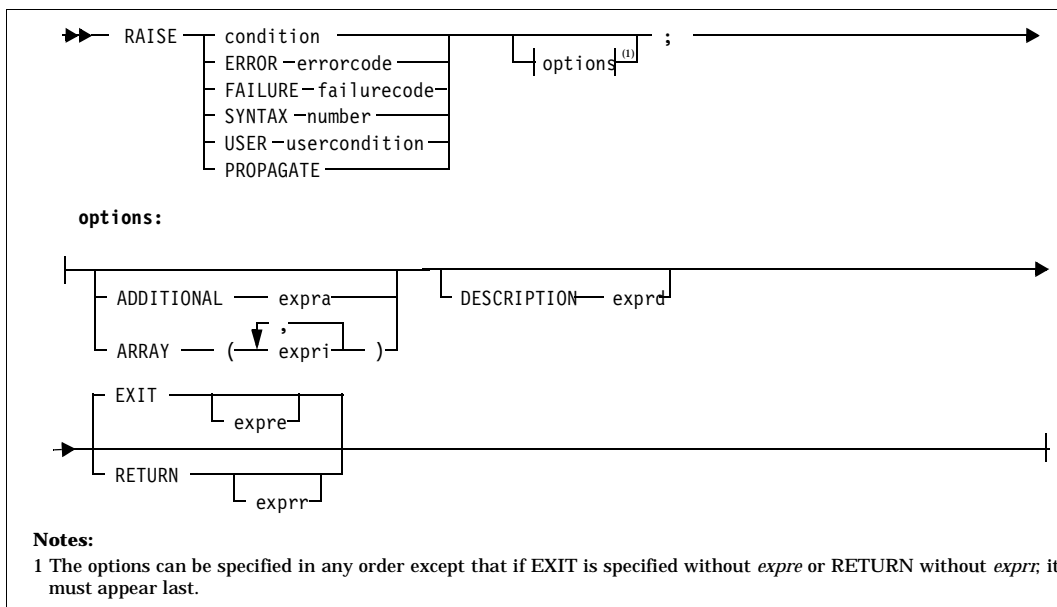 RAISE condition ;
options (1)
ERROR errorcode
FAILURE failurecode
SYNTAX number
USER usercondition
PROPAGATE
options:
ADDITIONAL expra
DESCRIPTION exprd
,
ARRAY ( expri )
EXIT
expre
RETURN
exprr
Notes:
1 The options can be specified in any order except that if EXIT is specified without expre or RETURN without exprr, it
must appear last.